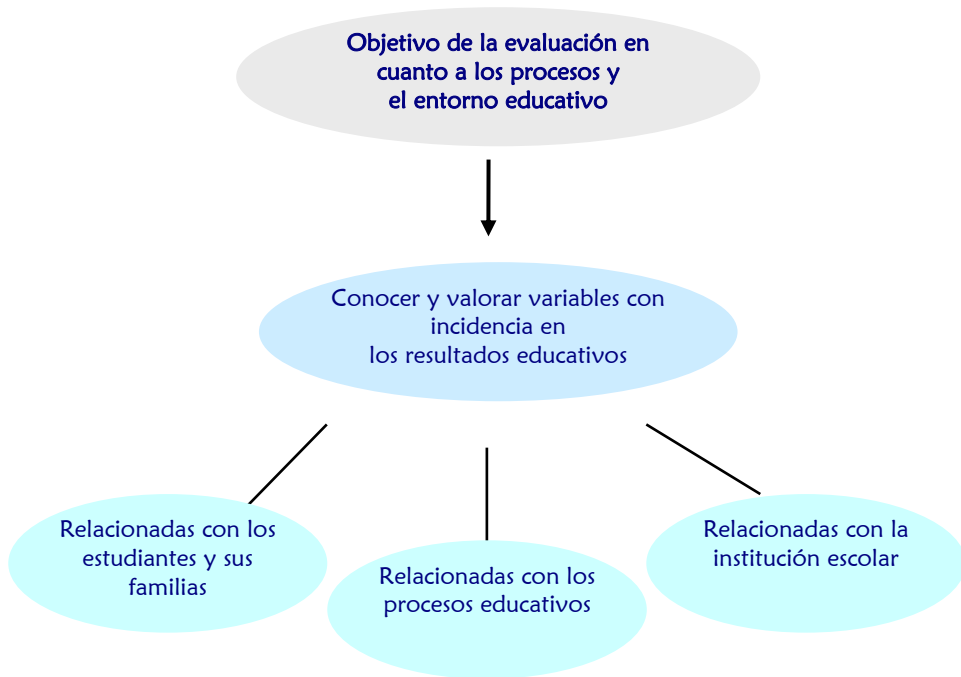 Objetivo de la evaluación en
cuanto a los procesos y
el entorno educativo
Conocer y valorar variables con
incidencia en
los resultados educativos
Relacionadas con los
estudiantes y sus
familias
Relacionadas con los
procesos educativos
Relacionadas con la
institución escolar